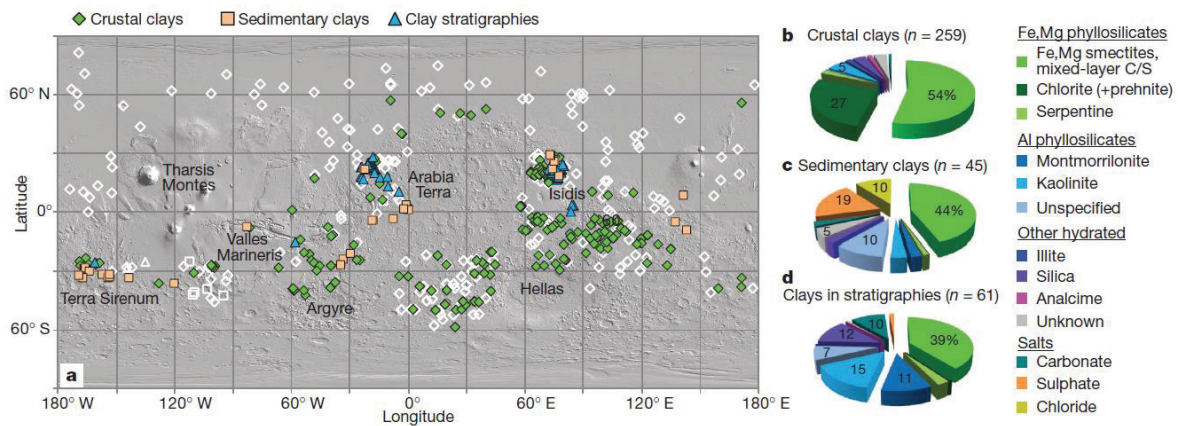 Crustal clays
Sedimentary clays
Clay stratigraphies
60° N
0°
60° S
Latitude
Tharsis
Montes
Arabia
Terra
Isidis
Valles
Marineris
Terra Sirenum
Argyre
Hellas
a
180° W
120° W
60° W
0°
60° E
120° E
180° E
Longitude
b Crustal clays (n = 259)
5
27
54%
c Sedimentary clays (n = 45)
10
19
5
10
44%
d
Clays in stratigraphies (n = 61)
10
12
7
15
11
39%
Fe,Mg phyllosilicates
Fe,Mg smectites,
mixed-layer C/S
Chlorite (+prehnite)
Serpentine
Al phyllosilicates
Montmorrilonite
Kaolinite
Unspecified
Other hydrated
Illite
Silica
Analcime
Unknown
Salts
Carbonate
Sulphate
Chloride